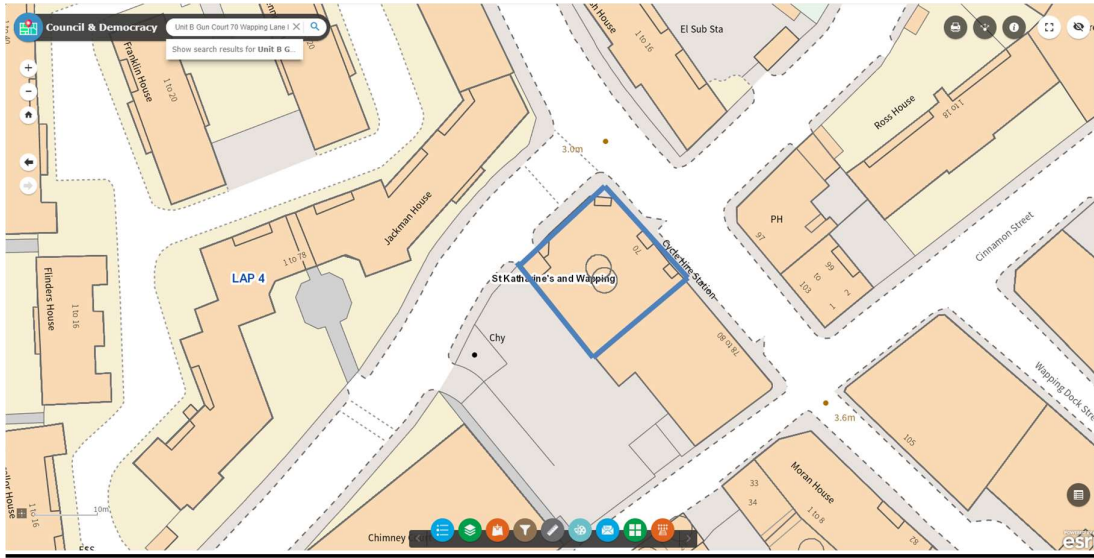 Council & Democracy
Unit B Gun Court 70 Wapping Lane
Show search results for Unit B G...
El Sub Sta
1 to 16
Franklin House
1 to 20
Ross House
1 to 18
3.0m
Jackman House
PH
97
99
to
103
1
2
Cinnamon Street
70
Cycle Hire Station
LAP 4
1 to 78
St Katharine's and Wapping
Flinders House
1 to 16
Chy
78 to 80
Wapping Dock
3.6m
105
Moran House
33
34
1 to 8
28
House
1 to 16
10m
ESS
Chimney
esri